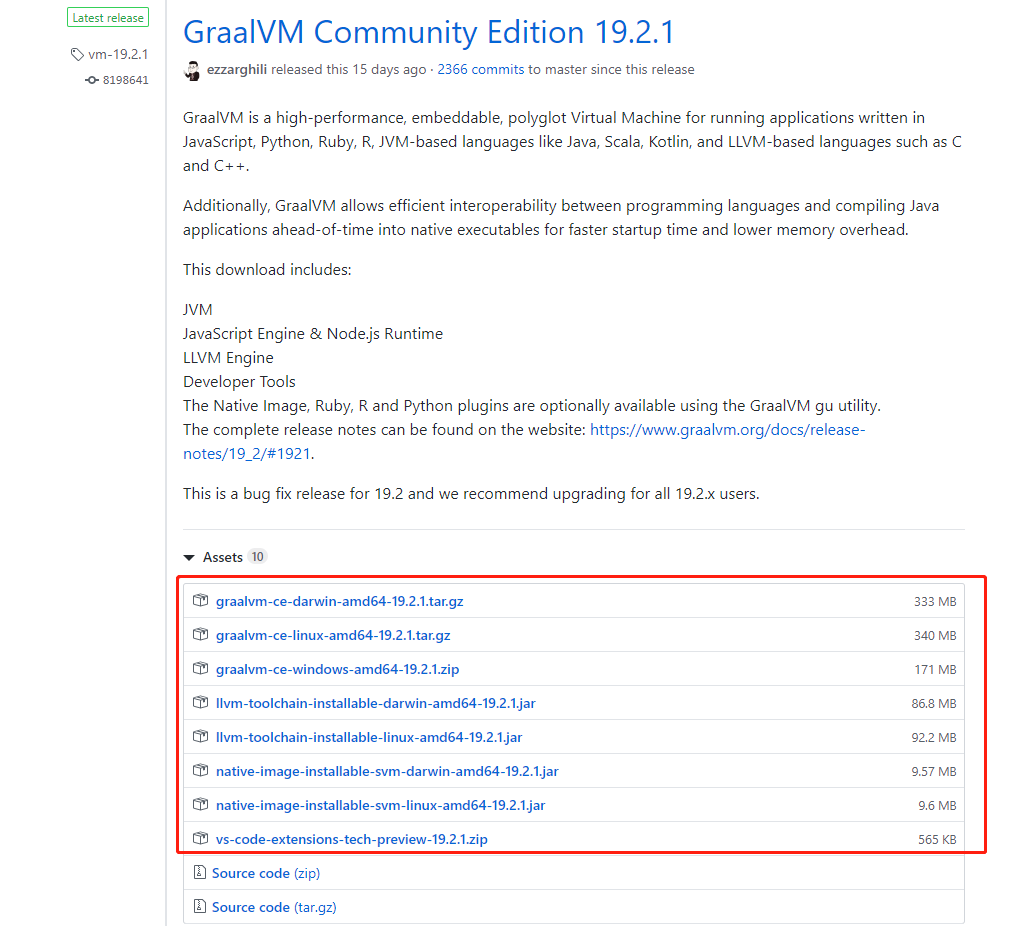 Latest release
vm-19.2.1
8198641
GraalVM Community Edition 19.2.1
ezzarghili released this 15 days ago · 2366 commits to master since this release
GraalVM is a high-performance, embeddable, polyglot Virtual Machine for running applications written in
JavaScript, Python, Ruby, R, JVM-based languages like Java, Scala, Kotlin, and LLVM-based languages such as C
and C++.
Additionally, GraalVM allows efficient interoperability between programming languages and compiling Java
applications ahead-of-time into native executables for faster startup time and lower memory overhead.
This download includes:
JVM
JavaScript Engine & Node.js Runtime
LLVM Engine
Developer Tools
The Native Image, Ruby, R and Python plugins are optionally available using the GraalVM gu utility.
The complete release notes can be found on the website: https://www.graalvm.org/docs/release-
notes/19_2/#1921.
This is a bug fix release for 19.2 and we recommend upgrading for all 19.2.x users.
Assets 10
graalvm-ce-darwin-amd64-19.2.1.tar.gz 333 MB
graalvm-ce-linux-amd64-19.2.1.tar.gz 340 MB
graalvm-ce-windows-amd64-19.2.1.zip 171 MB
llvm-toolchain-installable-darwin-amd64-19.2.1.jar 86.8 MB
llvm-toolchain-installable-linux-amd64-19.2.1.jar 92.2 MB
native-image-installable-svm-darwin-amd64-19.2.1.jar 9.57 MB
native-image-installable-svm-linux-amd64-19.2.1.jar 9.6 MB
vs-code-extensions-tech-preview-19.2.1.zip 565 KB
Source code (zip)
Source code (tar.gz)